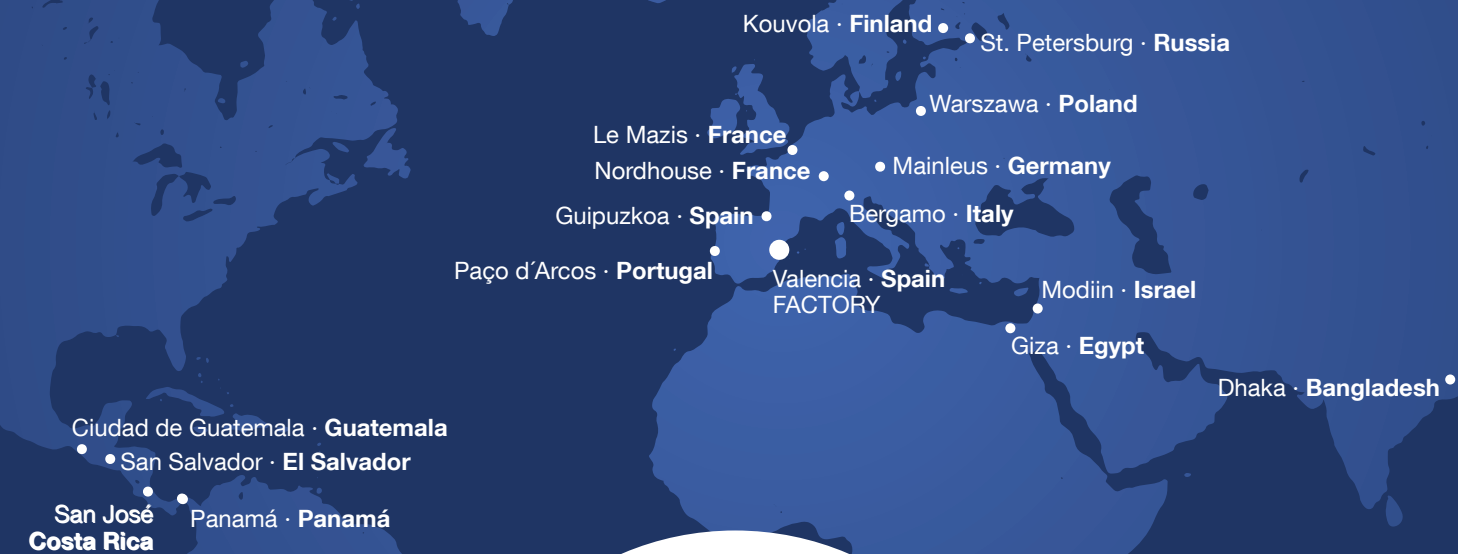 Kouvola · Finland
St. Petersburg · Russia
Warszawa · Poland
Le Mazis · France
Nordhouse · France
Mainleus · Germany
Guipuzkoa · Spain
Bergamo · Italy
Paço d´Arcos · Portugal
Valencia · Spain
FACTORY
Modiin · Israel
Giza · Egypt
Dhaka · Bangladesh
Ciudad de Guatemala · Guatemala
San Salvador · El Salvador
San José
Costa Rica
Panamá · Panamá